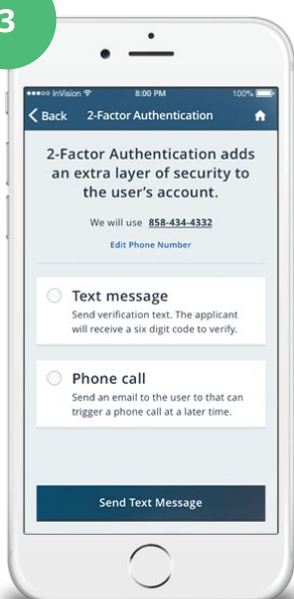 3
InVision 8:00 PM 100%
Back 2-Factor Authentication
2-Factor Authentication adds
an extra layer of security to
the user's account.
We will use 858-434-4332
Edit Phone Number
Text message
Send verification text. The applicant
will receive a six digit code to verify.
Phone call
Send an email to the user to that can
trigger a phone call at a later time.
Send Text Message